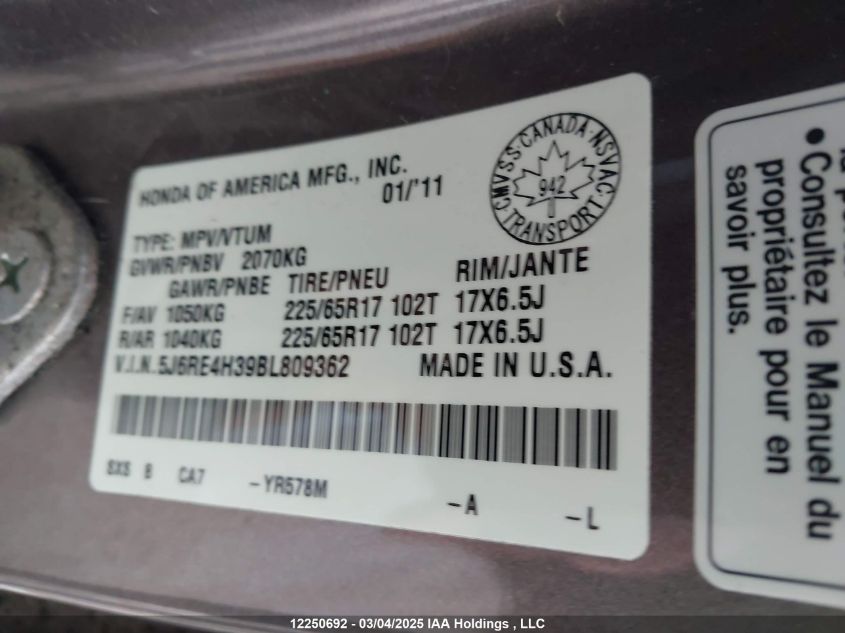 HONDA OF AMERICA MFG., INC.
01/'11
TYPE: MPV/VTUM
GVWR/PNBV 2070KG
GAWR/PNBE TIRE/PNEU RIM/JANTE
F/AV 1050KG 225/65R17 102T 17X6.5J
R/AR 1040KG 225/65R17 102T 17X6.5J
V.I.N.5J6RE4H39BL809362 MADE IN U.S.A.
SXS B CA7 -YR578M -A -L
CMVSS·CANADA·NSVAC
942
TRANSPORT
•Consultez le Manuel du
propriétaire pour en
savoir plus.
12250692 - 03/04/2025 IAA Holdings , LLC